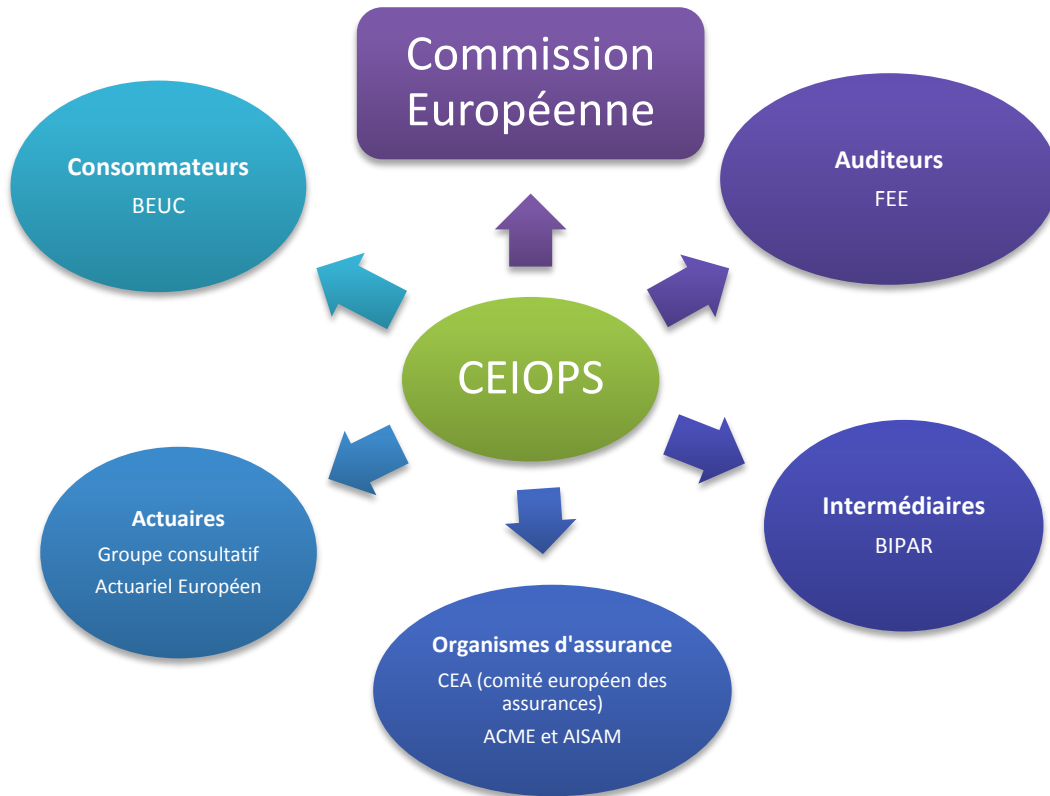 Commission
Européenne
Consommateurs
BEUC
Auditeurs
FEE
CEIOPS
Actuaires
Groupe consultatif
Actuariel Européen
Intermédiaires
BIPAR
Organismes d'assurance
CEA (comité européen des
assurances)
ACME et AISAM